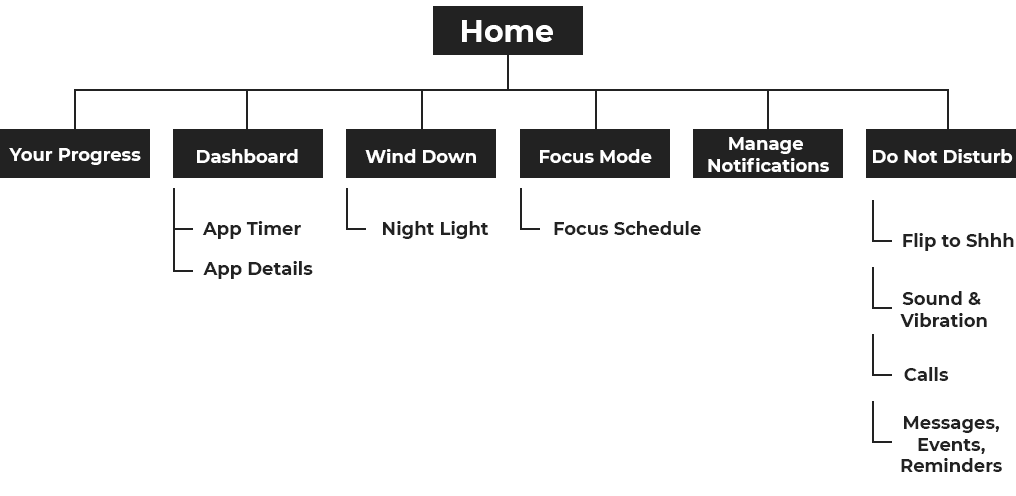 Home
Your Progress
Dashboard
Wind Down
Focus Mode
Manage
Notifications
Do Not Disturb
App Timer
App Details
Night Light
Focus Schedule
Flip to Shhh
Sound &
Vibration
Calls
Messages,
Events,
Reminders